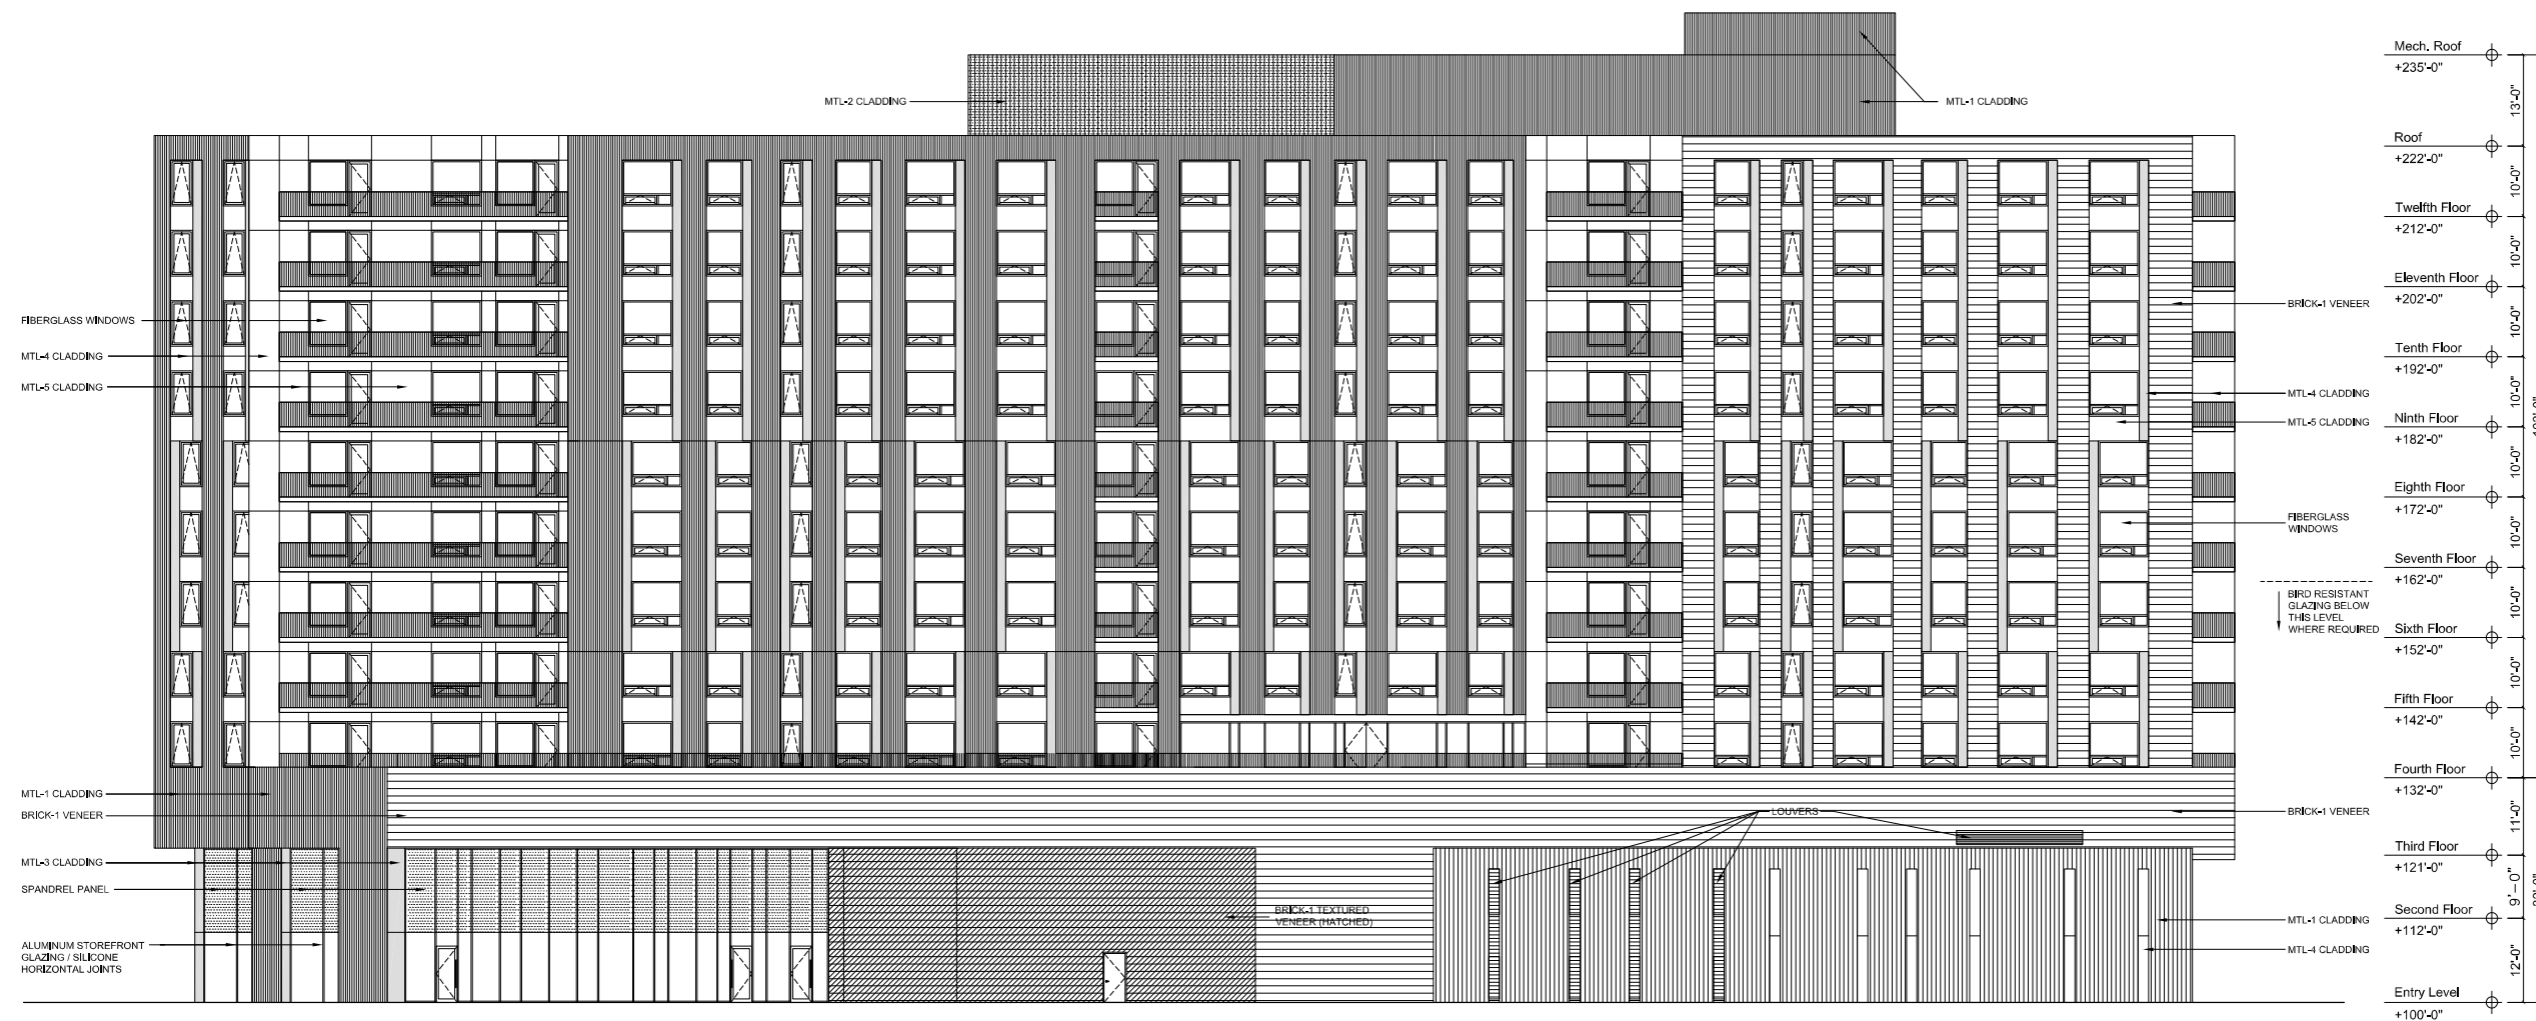 MTL-2 CLADDING
MTL-1 CLADDING
FIBERGLASS WINDOWS
MTL-4 CLADDING
MTL-5 CLADDING
MTL-1 CLADDING
BRICK-1 VENEER
MTL-3 CLADDING
SPANDREL PANEL
ALUMINUM STOREFRONT
GLAZING / SILICONE
HORIZONTAL JOINTS
LOUVERS
BRICK-1 TEXTURED
VENEER (HATCHED)
BRICK-1 VENEER
MTL-4 CLADDING
MTL-5 CLADDING
FIBERGLASS
WINDOWS
BIRD RESISTANT
GLAZING BELOW
THIS LEVEL
WHERE REQUIRED
BRICK-1 VENEER
MTL-1 CLADDING
MTL-4 CLADDING
Mech. Roof
+235'-0"
13'-0"
Roof
+222'-0"
10'-0"
Twelfth Floor
+212'-0"
10'-0"
Eleventh Floor
+202'-0"
10'-0"
Tenth Floor
+192'-0"
10'-0"
Ninth Floor
+182'-0"
10'-0"
Eighth Floor
+172'-0"
10'-0"
Seventh Floor
+162'-0"
10'-0"
Sixth Floor
+152'-0"
10'-0"
Fifth Floor
+142'-0"
10'-0"
Fourth Floor
+132'-0"
11'-0"
Third Floor
+121'-0"
9'-0"
Second Floor
+112'-0"
12'-0"
Entry Level
+100'-0"